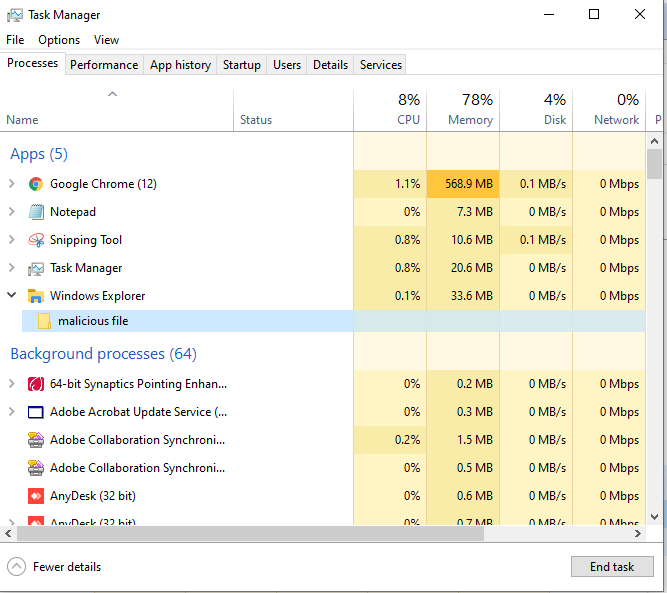 Task Manager
File Options View
Processes Performance App history Startup Users Details Services
8% 78% 4% 0%
Name Status CPU Memory Disk Network P
Apps (5)
Google Chrome (12) 1.1% 568.9 MB 0.1 MB/s 0 Mbps
Notepad 0% 7.3 MB 0 MB/s 0 Mbps
Snipping Tool 0.8% 10.6 MB 0.1 MB/s 0 Mbps
Task Manager 0.8% 20.6 MB 0 MB/s 0 Mbps
Windows Explorer 0.1% 33.6 MB 0 MB/s 0 Mbps
malicious file
Background processes (64)
64-bit Synaptics Pointing Enhan... 0% 0.2 MB 0 MB/s 0 Mbps
Adobe Acrobat Update Service (... 0% 0.3 MB 0 MB/s 0 Mbps
Adobe Collaboration Synchroni... 0.2% 1.5 MB 0 MB/s 0 Mbps
Adobe Collaboration Synchroni... 0% 0.5 MB 0 MB/s 0 Mbps
AnyDesk (32 bit) 0% 0.6 MB 0 MB/s 0 Mbps
AnyDesk (32 bit) 0% 0.7 MB 0 MB/s 0 Mbps
Fewer details End task